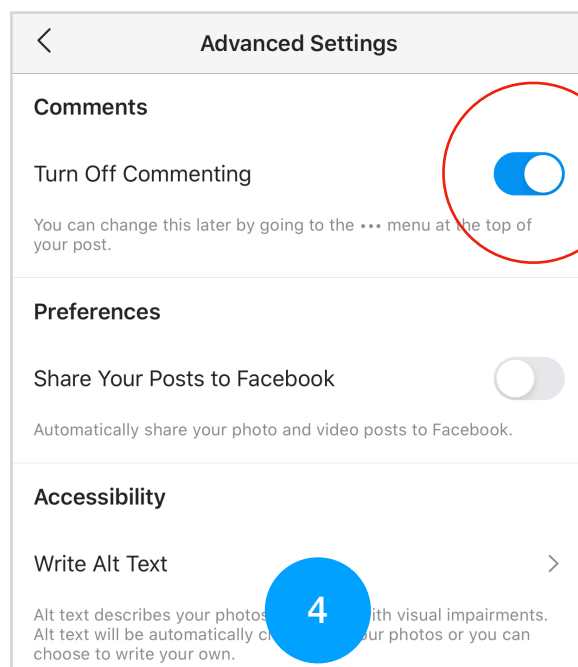 Advanced Settings
Comments
Turn Off Commenting
You can change this later by going to the ••• menu at the top of
your post.
Preferences
Share Your Posts to Facebook
Automatically share your photo and video posts to Facebook.
Accessibility
Write Alt Text
Alt text describes your photos with visual impairments.
Alt text will be automatically your photos or you can
choose to write your own.
4